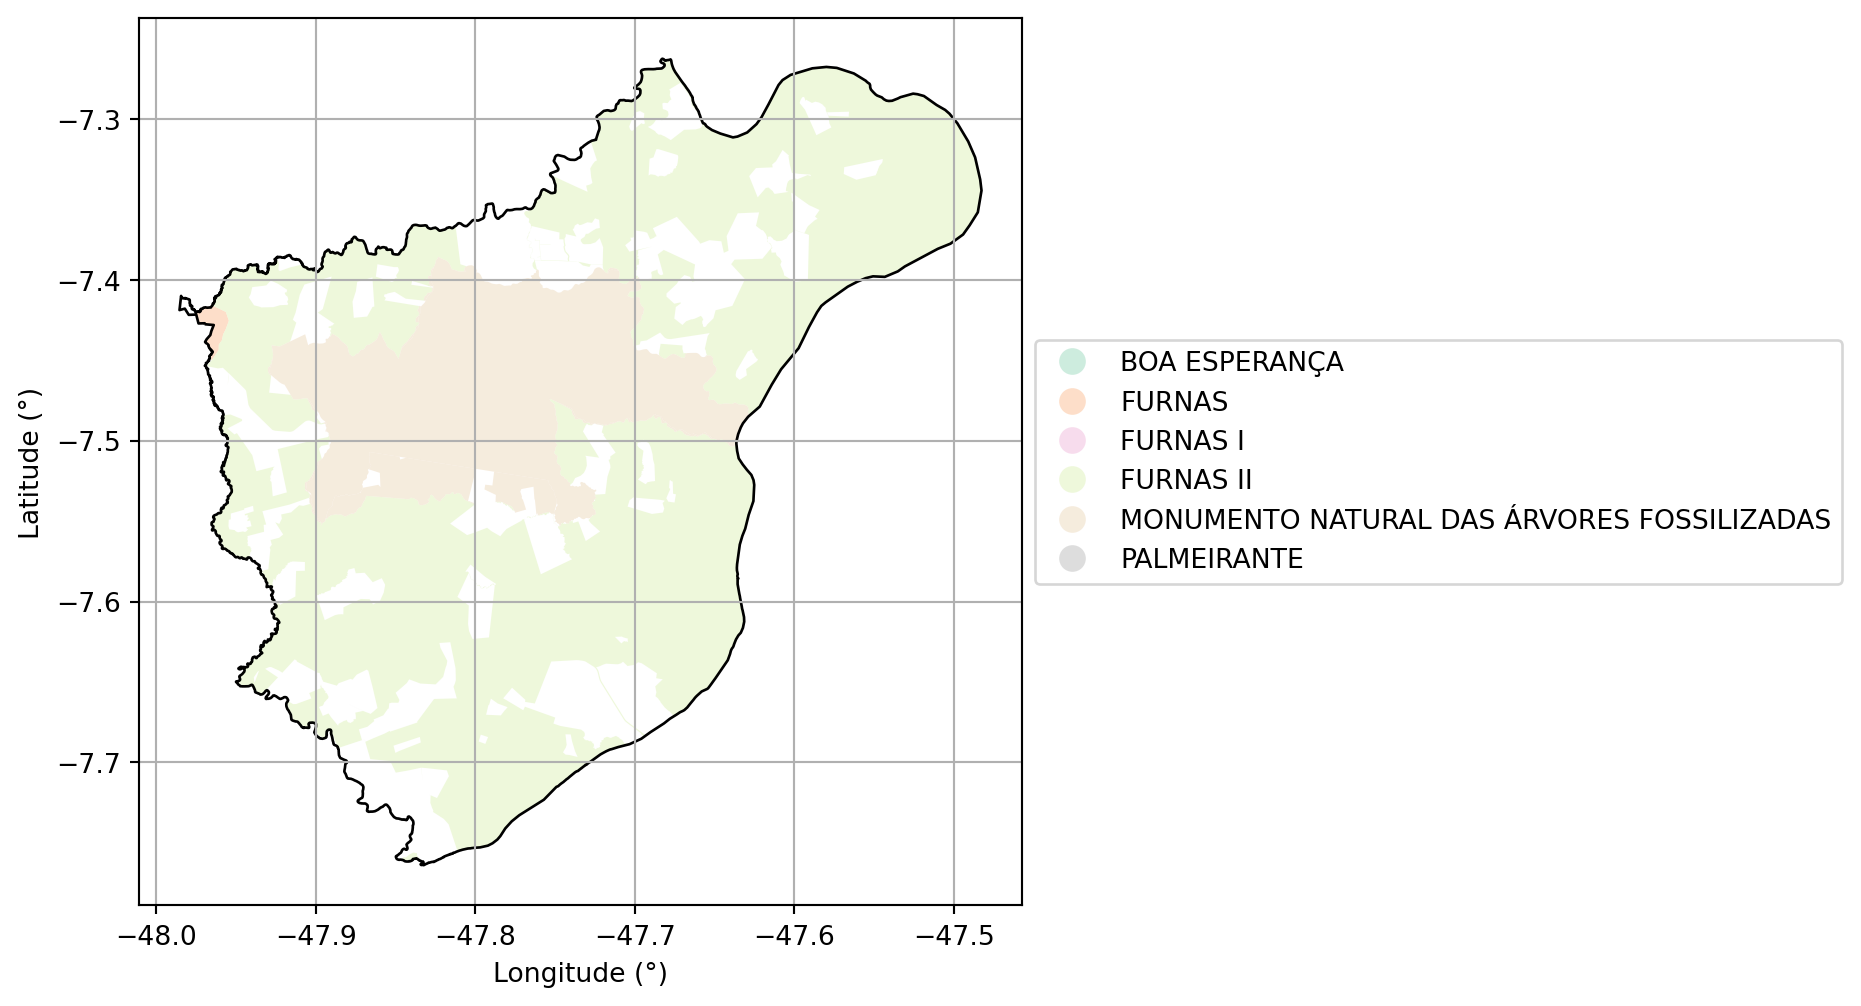 −7.3
−7.4
−7.5
−7.6
−7.7
Latitude (°)
−48.0 −47.9 −47.8 −47.7 −47.6 −47.5
Longitude (°)
BOA ESPERANÇA
FURNAS
FURNAS I
FURNAS II
MONUMENTO NATURAL DAS ÁRVORES FOSSILIZADAS
PALMEIRANTE